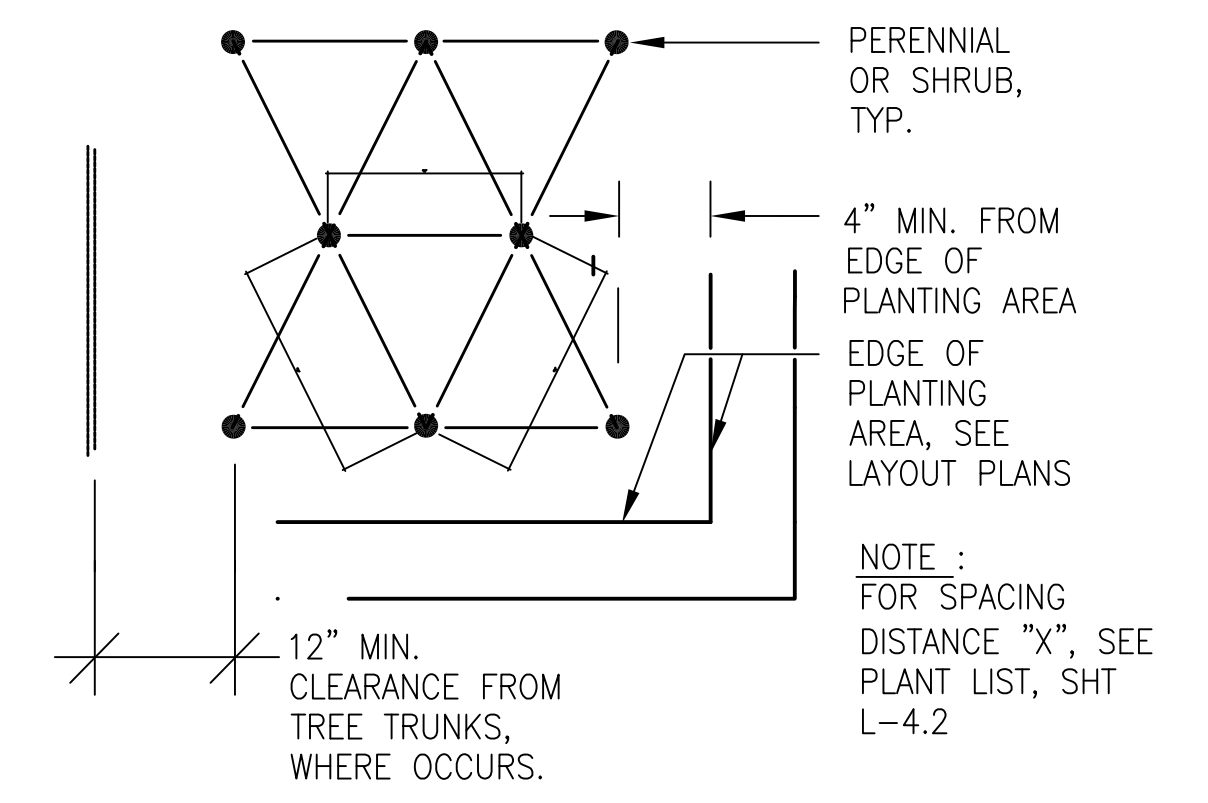 PERENNIAL
OR SHRUB,
TYP.
4” MIN. FROM
EDGE OF
PLANTING AREA
EDGE OF
PLANTING
AREA, SEE
LAYOUT PLANS
NOTE :
FOR SPACING
DISTANCE ”X”, SEE
PLANT LIST, SHT
L–4.2
12” MIN.
CLEARANCE FROM
TREE TRUNKS,
WHERE OCCURS.